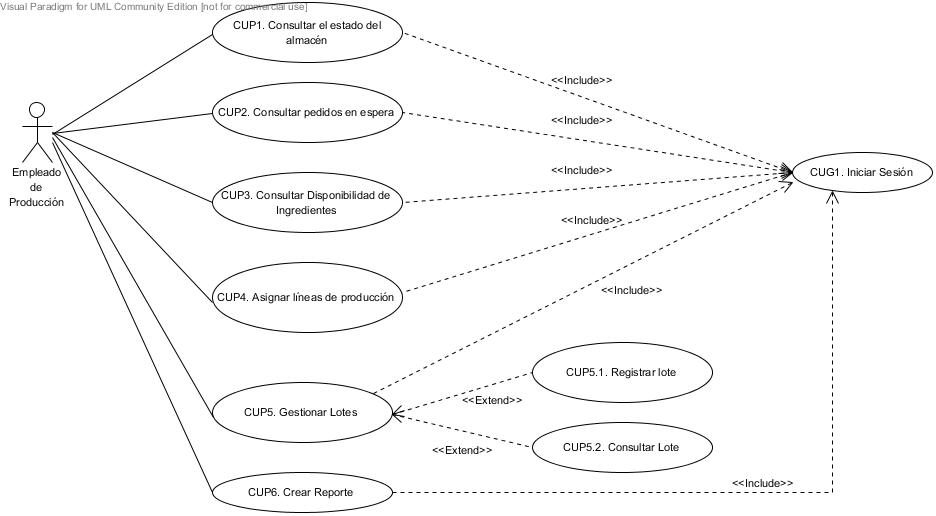 Visual Paradigm for UML Community Edition [not for commercial use]
CUP1. Consultar el estado del
almacén
<<Include>>
CUP2. Consultar pedidos en espera
<<Include>>
Empleado
de
Producción
CUP3. Consultar Disponibilidad de
Ingredientes
<<Include>>
CUG1. Iniciar Sesión
<<Include>>
CUP4. Asignar líneas de producción
<<Include>>
CUP5.1. Registrar lote
<<Extend>>
CUP5. Gestionar Lotes
CUP5.2. Consultar Lote
<<Extend>>
CUP6. Crear Reporte
<<Include>>